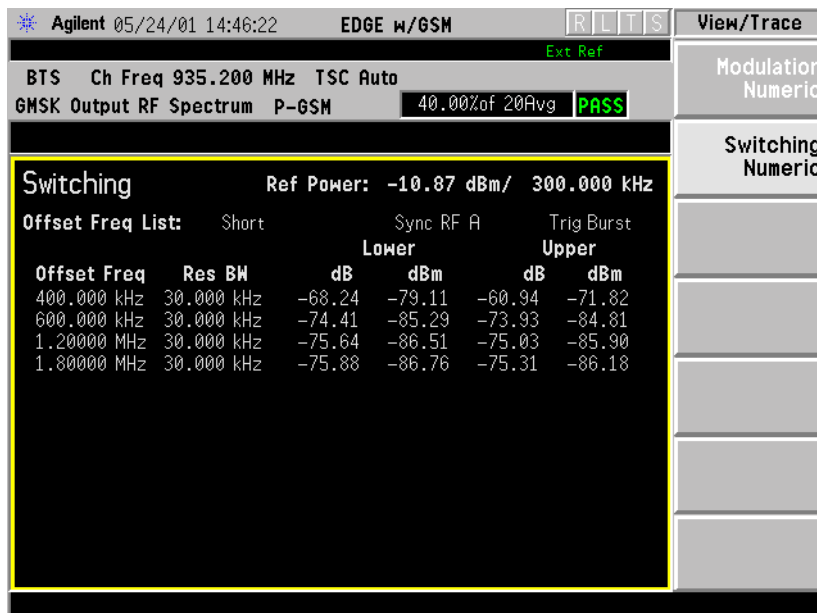 Agilent 05/24/01 14:46:22 EDGE w/GSM R L T S View/Trace
Ext Ref
BTS Ch Freq 935.200 MHz TSC Auto
GMSK Output RF Spectrum P-GSM 40.00%of 20Avg PASS
Modulation
Numeric
Switching
Numeric
Switching Ref Power: -10.87 dBm/ 300.000 kHz
Offset Freq List: Short Sync RF A Trig Burst
Lower Upper
Offset Freq Res BW dB dBm dB dBm
400.000 kHz 30.000 kHz -68.24 -79.11 -60.94 -71.82
600.000 kHz 30.000 kHz -74.41 -85.29 -73.93 -84.81
1.20000 MHz 30.000 kHz -75.64 -86.51 -75.03 -85.90
1.80000 MHz 30.000 kHz -75.88 -86.76 -75.31 -86.18